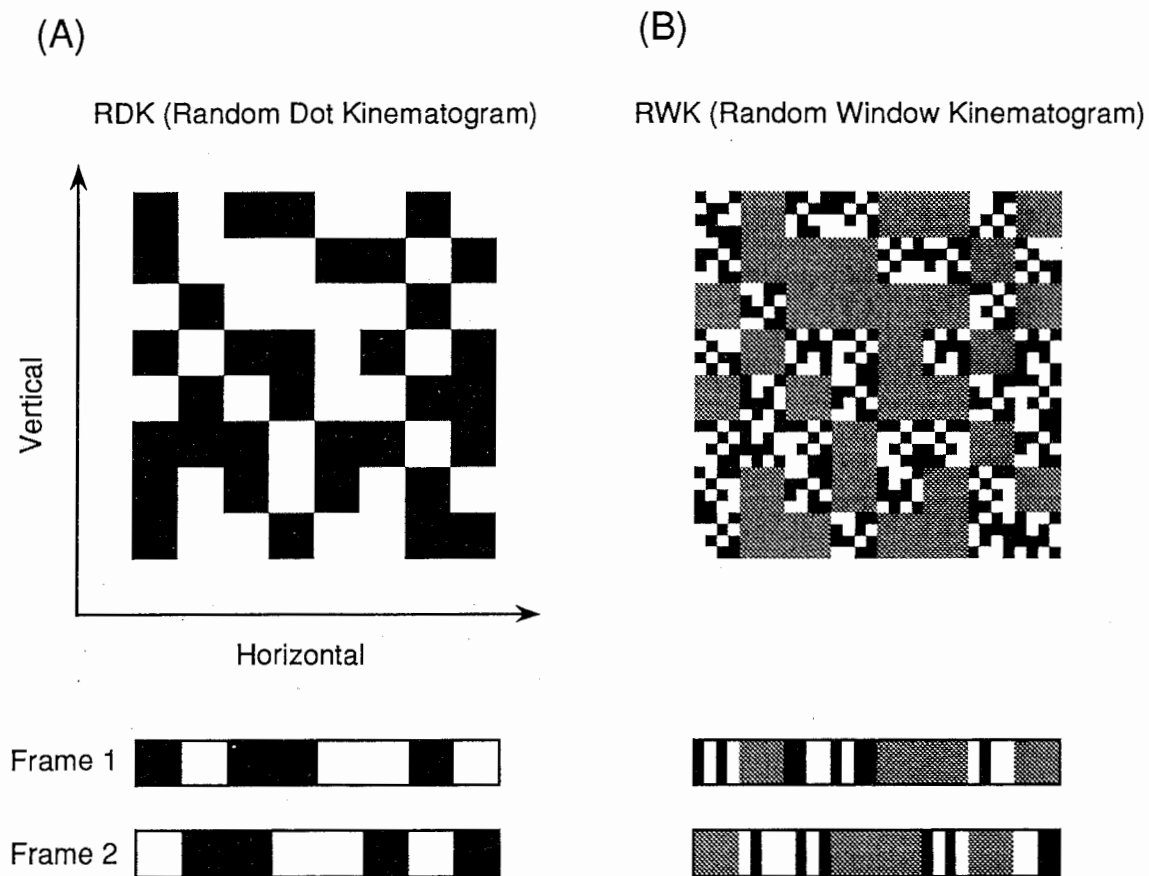 (A)
(B)
RDK (Random Dot Kinematogram)
RWK (Random Window Kinematogram)
Vertical
Horizontal
Frame 1
Frame 2